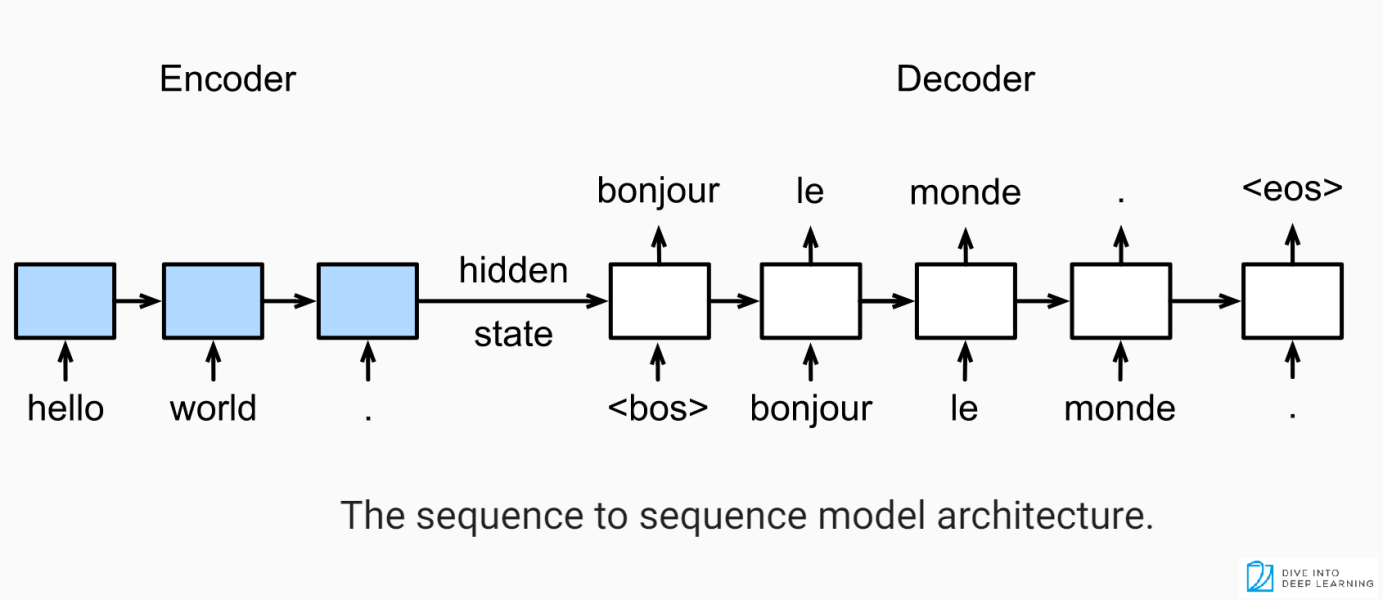 Encoder
Decoder
bonjour le monde . <eos>
hidden
state
hello world . <bos> bonjour le monde .
The sequence to sequence model architecture.
DIVE INTO
DEEP LEARNING